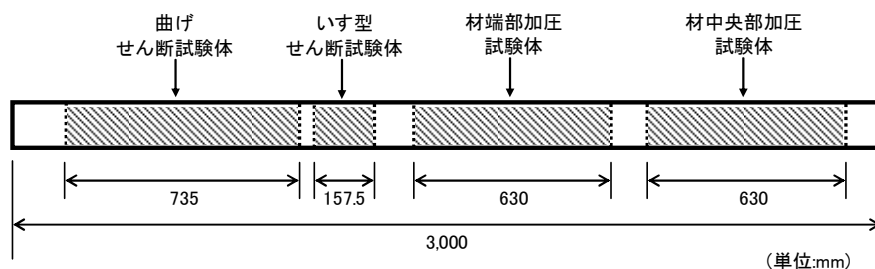 曲げ
せん断試験体
いす型
せん断試験体
材端部加圧
試験体
材中央部加圧
試験体
735
157.5
630
630
3,000
(単位:mm)